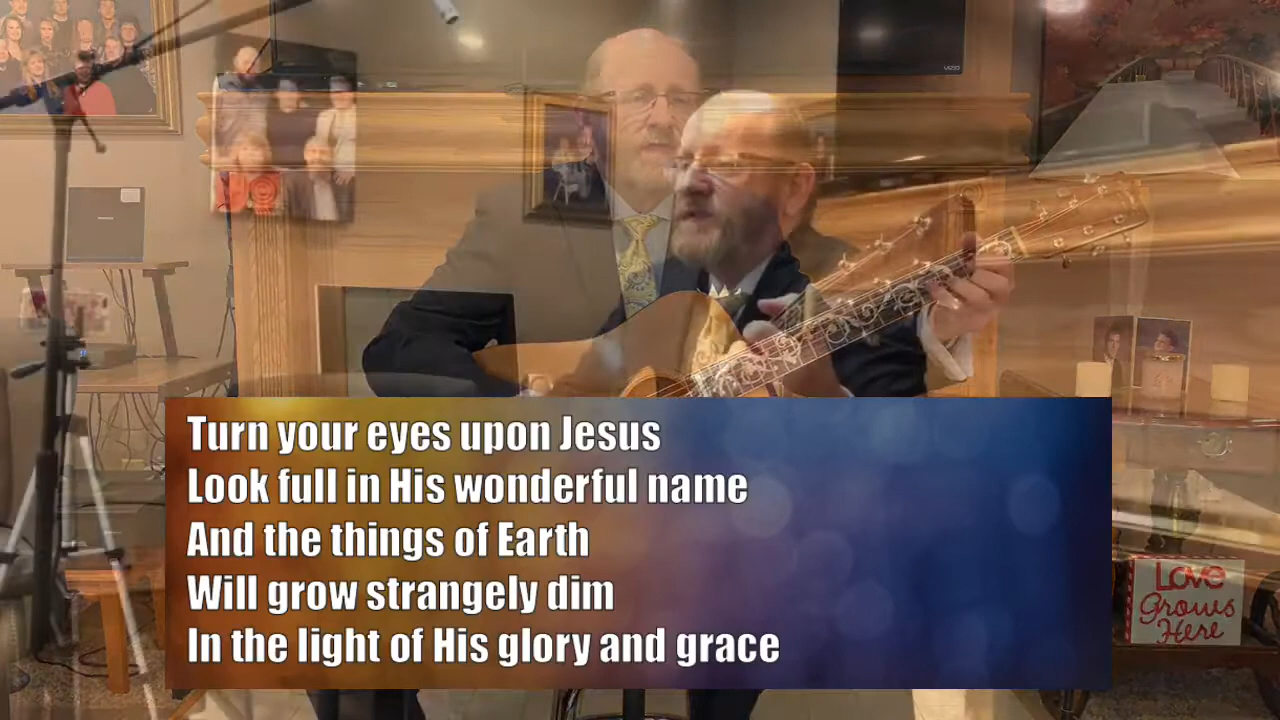 VIZIO
Turn your eyes upon Jesus
Look full in His wonderful name
And the things of Earth
Will grow strangely dim
In the light of His glory and grace
Love
Grows
Here